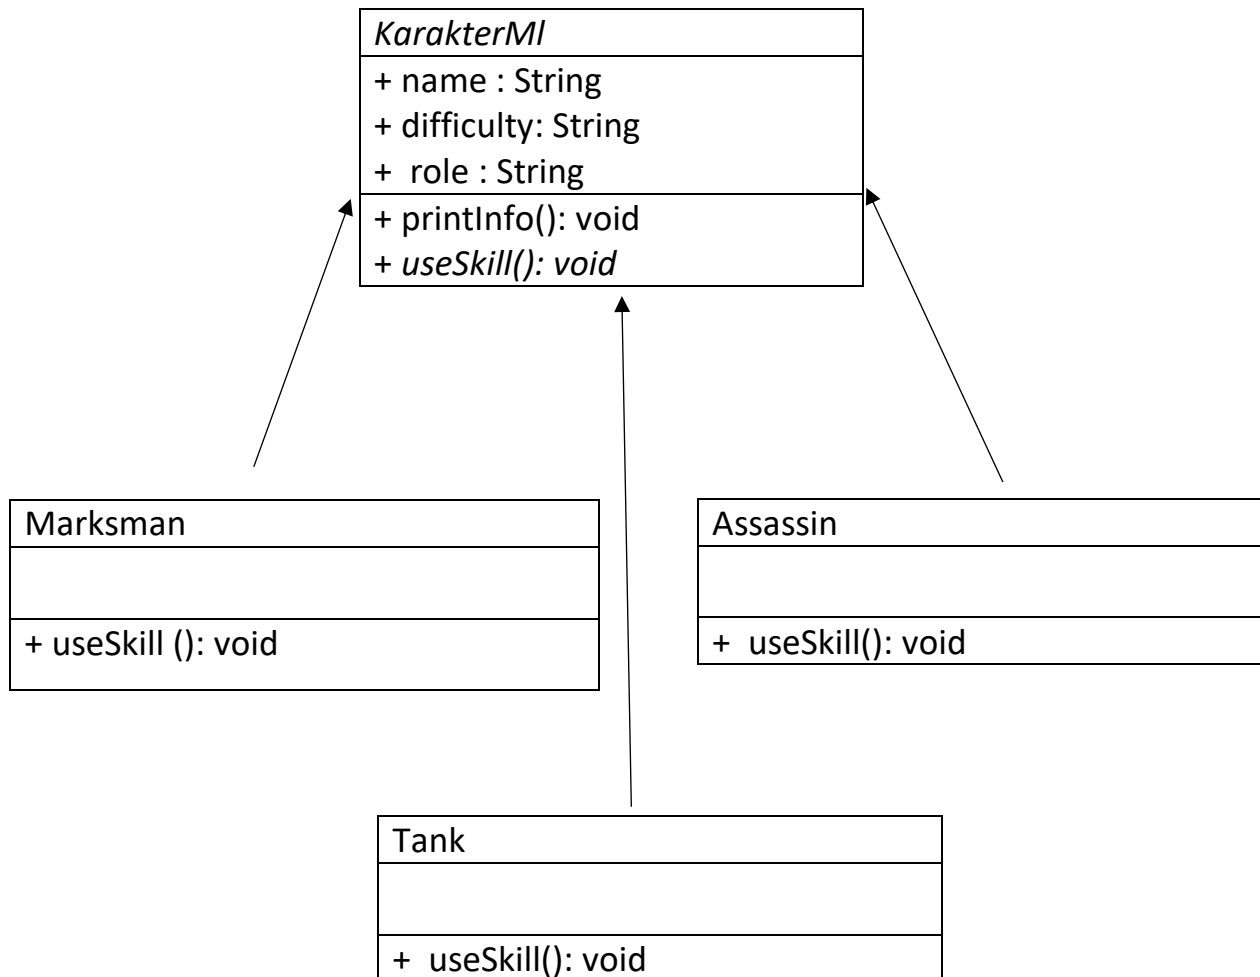 KarakterMl
+ name : String
+ difficulty: String
+  role : String
+ printInfo(): void
+ useSkill(): void
Marksman
+ useSkill (): void
Assassin
+  useSkill(): void
Tank
+  useSkill(): void